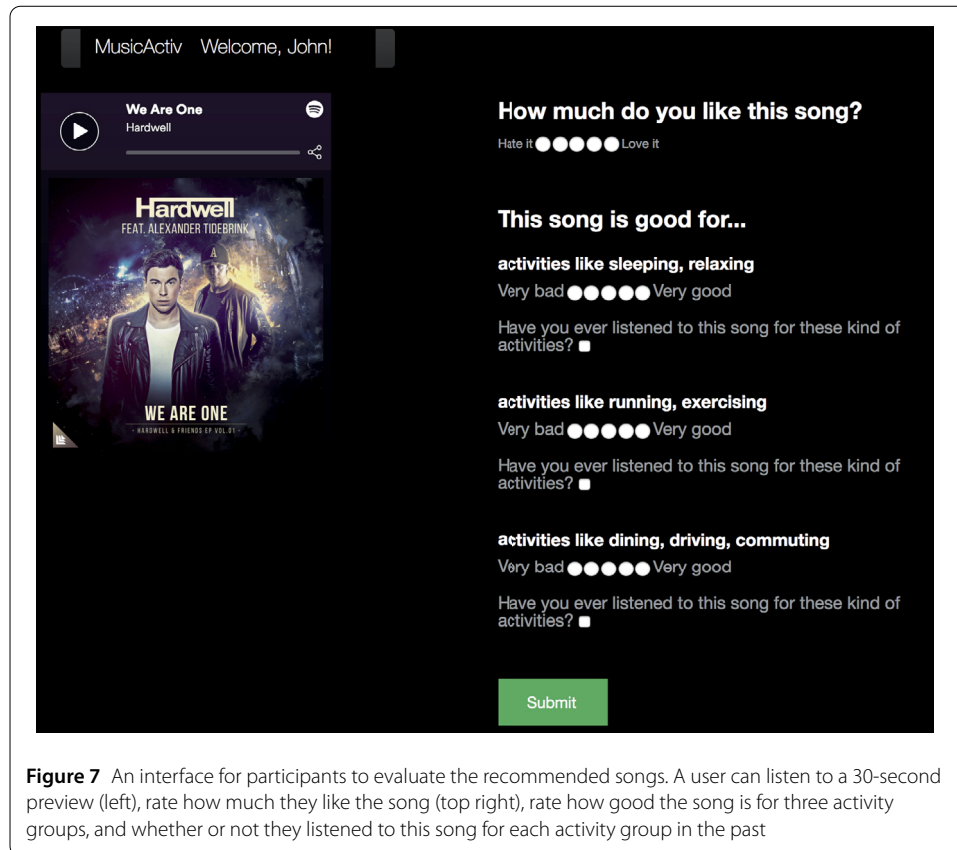 MusicActiv Welcome, John!
We Are One
Hardwell
Hardwell
FEAT. ALEXANDER TIDEBRINK
A
WE ARE ONE
- HARDWELL & FRIENDS EP VOL.01 -
How much do you like this song?
Hate it Love it
This song is good for...
activities like sleeping, relaxing
Very bad Very good
Have you ever listened to this song for these kind of
activities?
activities like running, exercising
Very bad Very good
Have you ever listened to this song for these kind of
activities?
activities like dining, driving, commuting
Very bad Very good
Have you ever listened to this song for these kind of
activities?
Submit
Figure 7 An interface for participants to evaluate the recommended songs. A user can listen to a 30-second
preview (left), rate how much they like the song (top right), rate how good the song is for three activity
groups, and whether or not they listened to this song for each activity group in the past